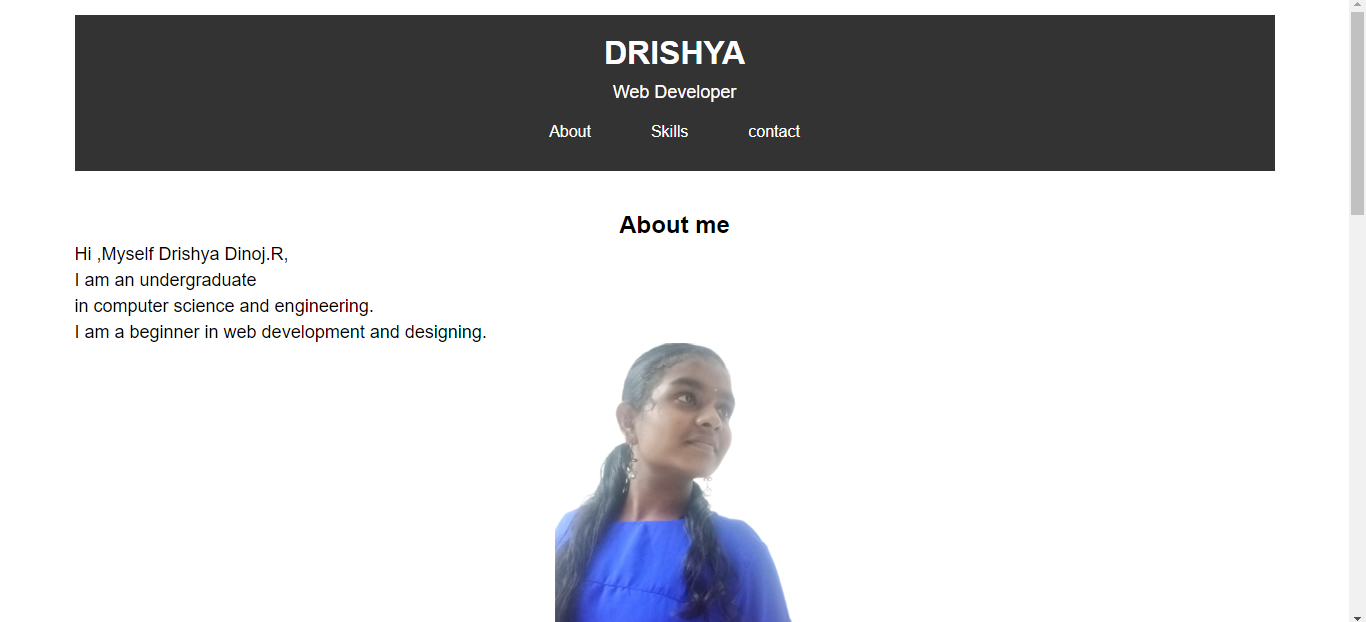 DRISHYA
Web Developer
About Skills contact
About me
Hi ,Myself Drishya Dinoj.R,
I am an undergraduate
in computer science and engineering.
I am a beginner in web development and designing.